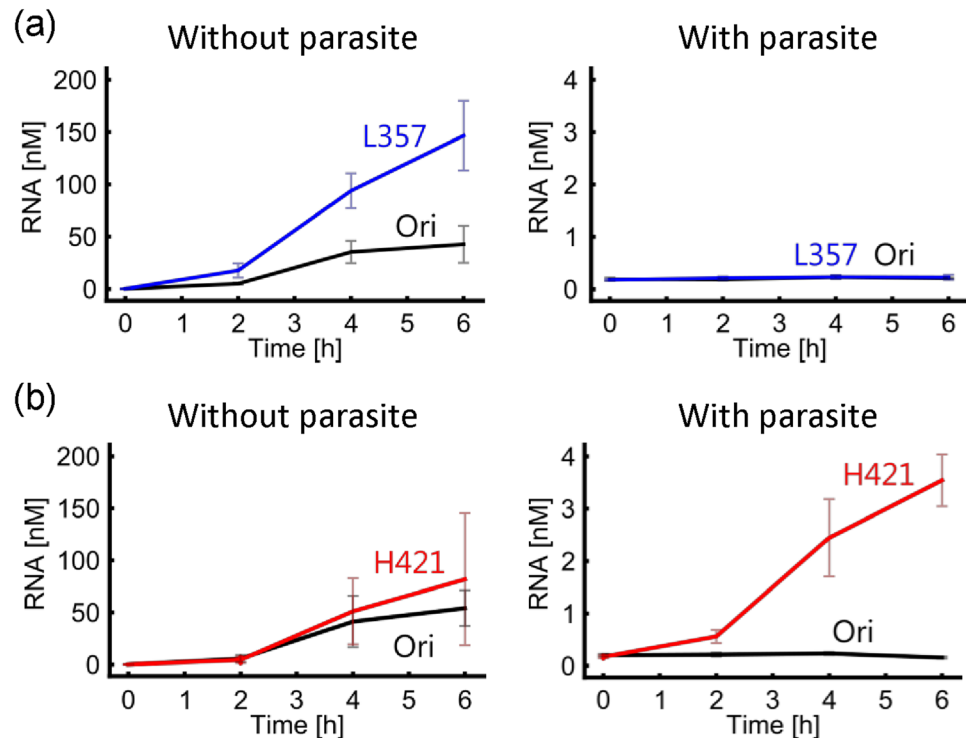 (a)
Without parasite
With parasite
RNA [nM]
200
150
100
50
0
L357
Ori
0 1 2 3 4 5 6
Time [h]
RNA [nM]
4
3
2
1
0
L357 Ori
0 1 2 3 4 5 6
Time [h]
(b)
Without parasite
With parasite
RNA [nM]
200
150
100
50
0
H421
Ori
0 1 2 3 4 5 6
Time [h]
RNA [nM]
4
3
2
1
0
H421
Ori
0 1 2 3 4 5 6
Time [h]